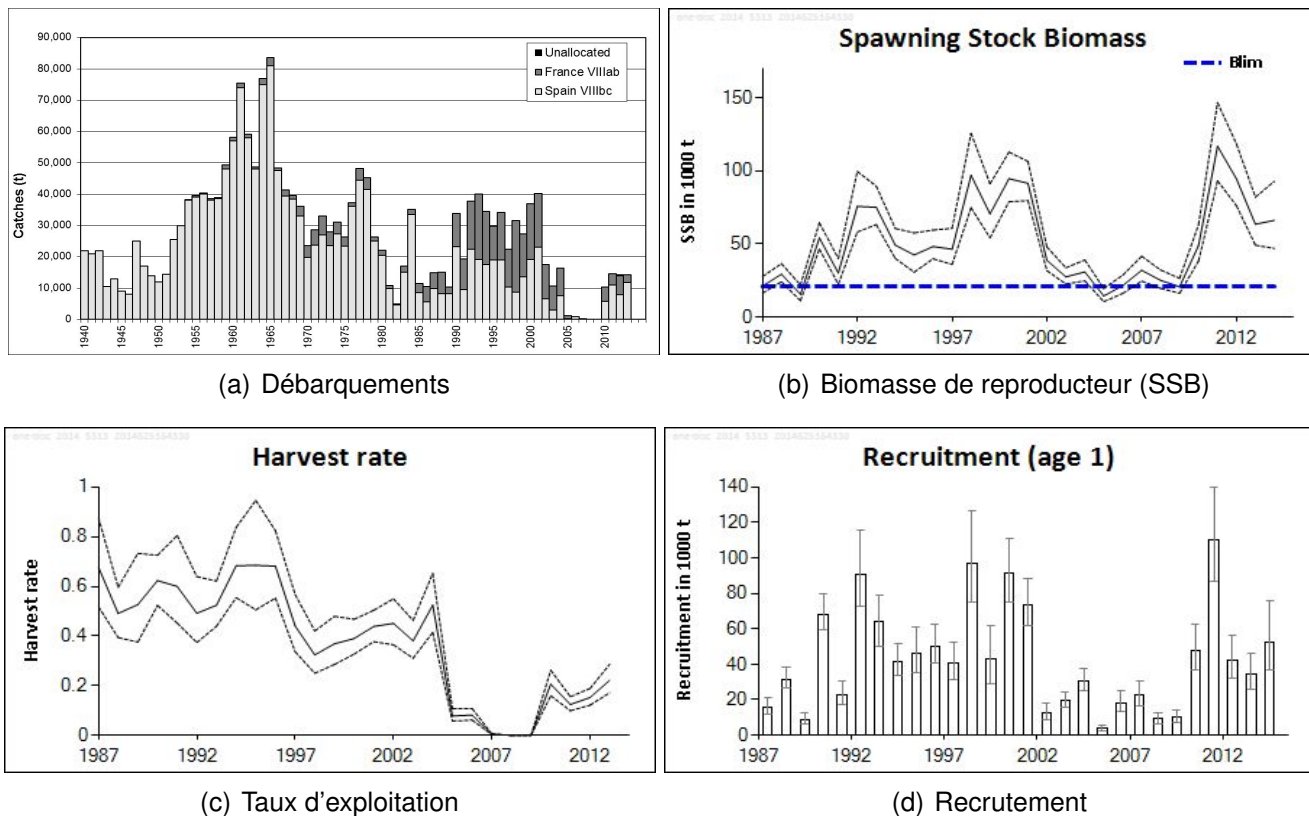 90,000
80,000
70,000
60,000
50,000
40,000
30,000
20,000
10,000
0
Catches (t)
Unallocated
France VIIIab
Spain VIIIbc
1940
1945
1950
1955
1960
1965
1970
1975
1980
1985
1990
1995
2000
2005
2010
(a) Débarquements
Spawning Stock Biomass
Blim
SSB in 1000 t
150
100
50
0
1987 1992 1997 2002 2007 2012
(b) Biomasse de reproducteur (SSB)
Harvest rate
Harvest rate
1
0.8
0.6
0.4
0.2
0
1987 1992 1997 2002 2007 2012
(c) Taux d'exploitation
Recruitment (age 1)
Recruitment in 1000 t
140
120
100
80
60
40
20
0
1987 1992 1997 2002 2007 2012
(d) Recrutement